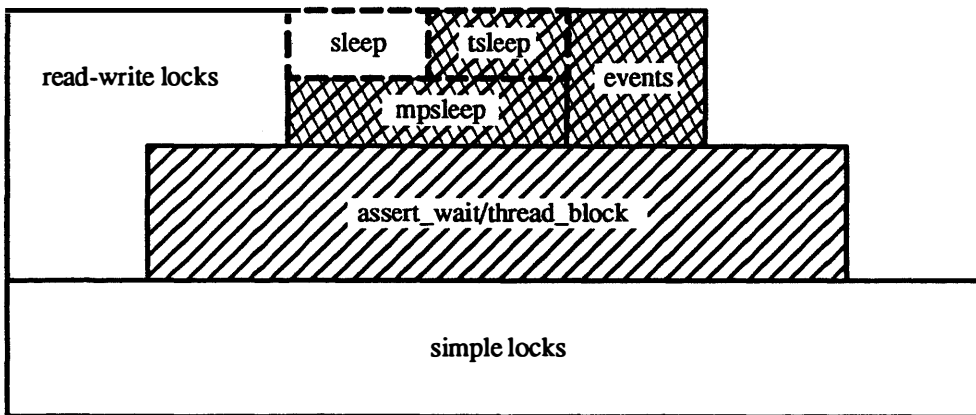 sleep
tsleep
read-write locks
events
mpsleep
assert_wait/thread_block
simple locks